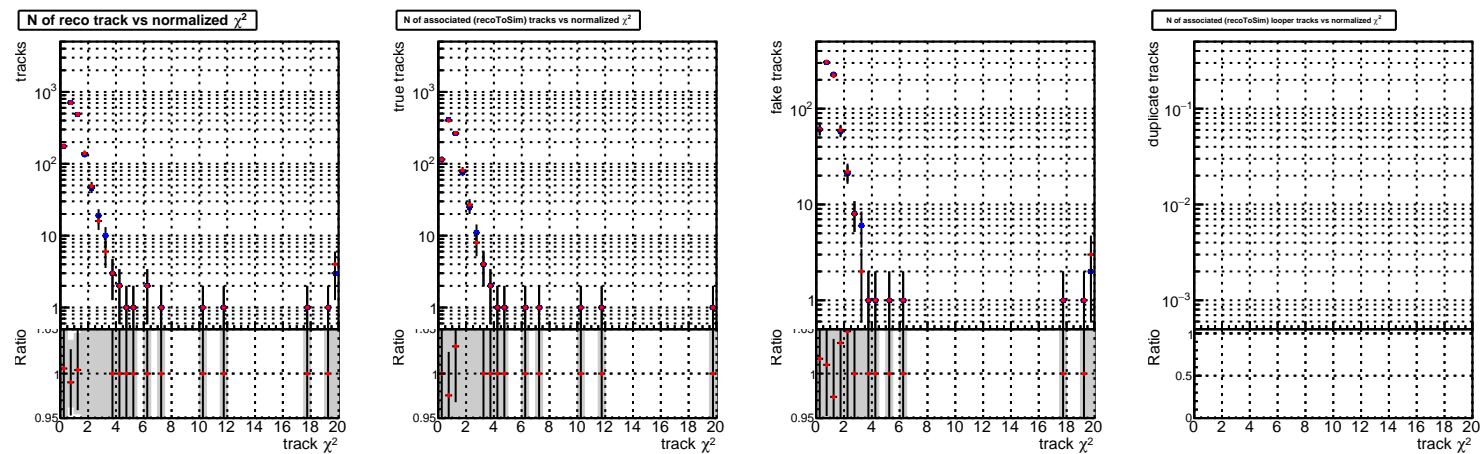 N of reco track vs normalized χ²
tracks
10³
10²
10
1
Ratio
1.05
1
0.95
0 2 4 6 8 10 12 14 16 18 20
track χ²
N of associated (recoToSim) tracks vs normalized χ²
true tracks
10³
10²
10
1
Ratio
1.05
1
0.95
0 2 4 6 8 10 12 14 16 18 20
track χ²
fake tracks
10²
10
1
Ratio
1.05
1
0.95
0 2 4 6 8 10 12 14 16 18 20
track χ²
N of associated (recoToSim) looper tracks vs normalized χ²
duplicate tracks
10⁻¹
10⁻²
10⁻³
Ratio
1
0.5
0
0 2 4 6 8 10 12 14 16 18 20
track χ²